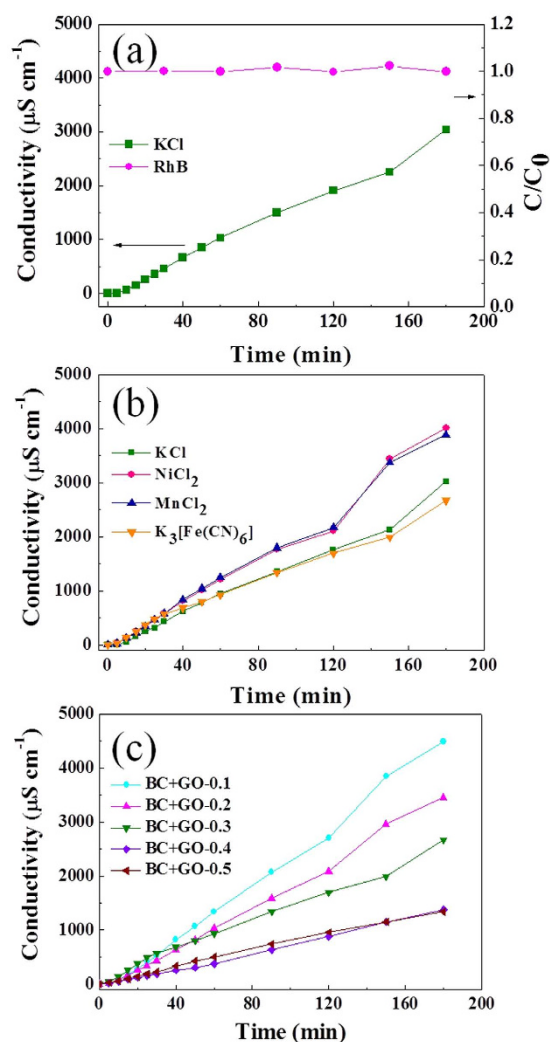 (a)
Conductivity (µS cm⁻¹)
5000
4000
3000
2000
1000
0
KCl
RhB
1.2
1.0
0.8
0.6
0.4
0.2
0.0
C/C₀
0 40 80 120 160 200
Time (min)
(b)
Conductivity (µS cm⁻¹)
5000
4000
3000
2000
1000
0
KCl
NiCl₂
MnCl₂
K₃[Fe(CN)₆]
0 40 80 120 160 200
Time (min)
(c)
Conductivity (µS cm⁻¹)
5000
4000
3000
2000
1000
0
BC+GO-0.1
BC+GO-0.2
BC+GO-0.3
BC+GO-0.4
BC+GO-0.5
0 40 80 120 160 200
Time (min)